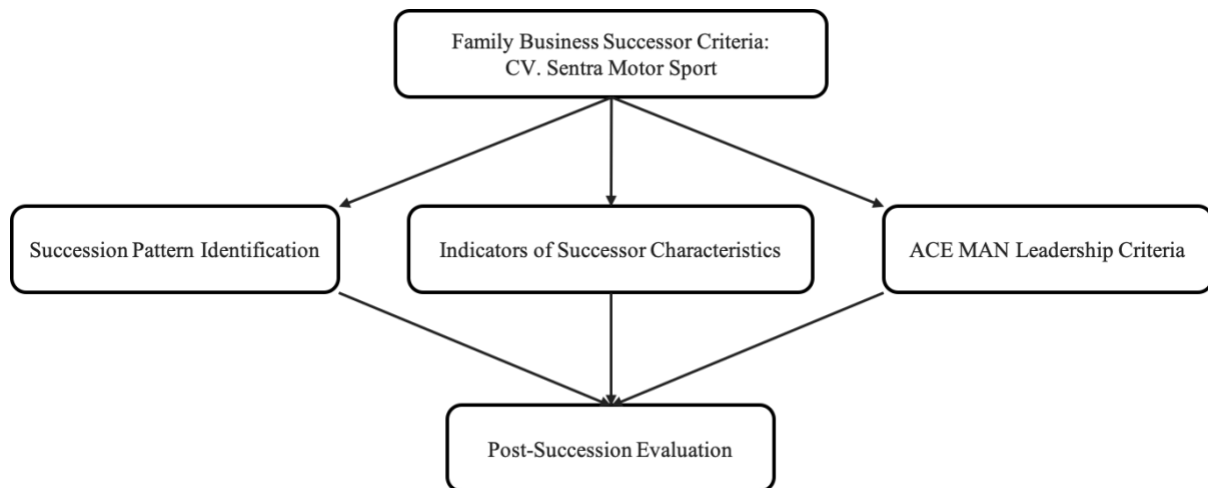 Family Business Successor Criteria:
CV. Sentra Motor Sport
Succession Pattern Identification
Indicators of Successor Characteristics
ACE MAN Leadership Criteria
Post-Succession Evaluation